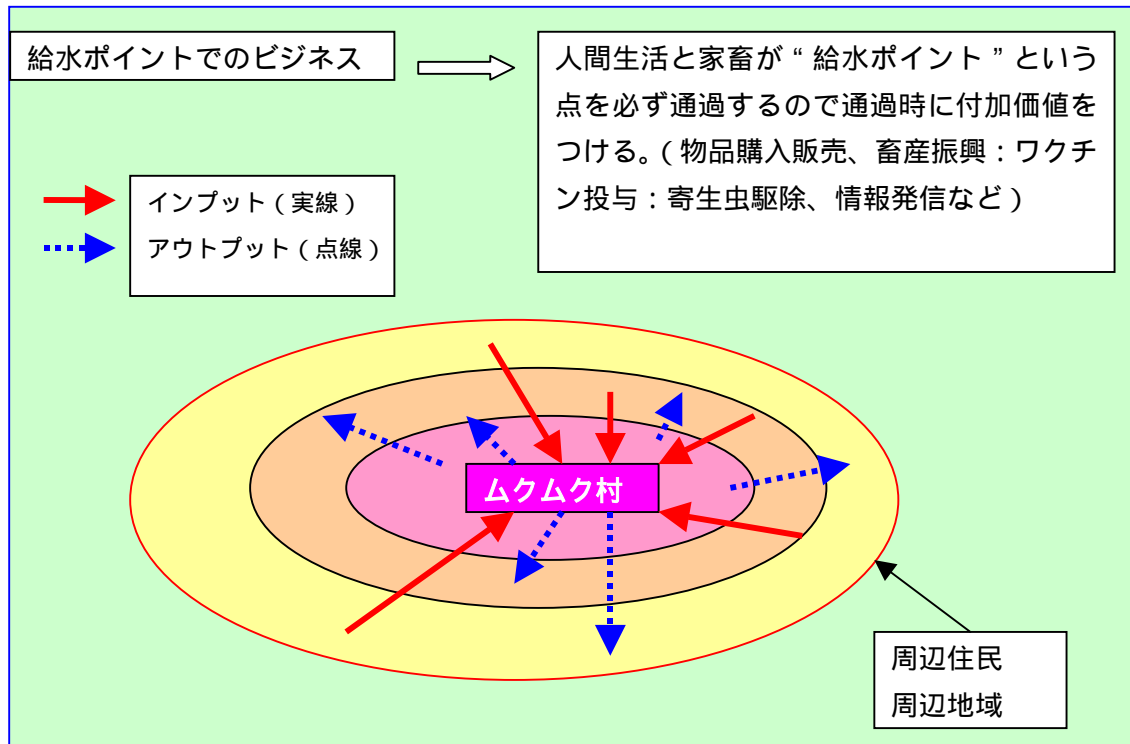 給水ポイントでのビジネス
人間生活と家畜が“給水ポイント”という
点を必ず通過するので通過時に付加価値を
つける。（物品購入販売、畜産振興：ワクチ
ン投与：寄生虫駆除、情報発信など）
インプット（実線）
アウトプット（点線）
ムクムク村
周辺住民
周辺地域